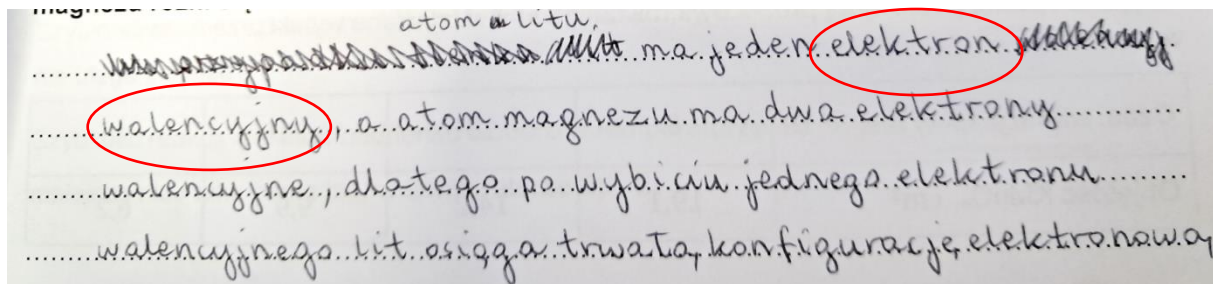 atom litu
ma jeden elektron
walencyjny, a atom magnezu ma dwa elektrony
walencyjne, dlatego po wybiciu jednego elektronu
walencyjnego lit osiąga trwałą konfigurację elektronową